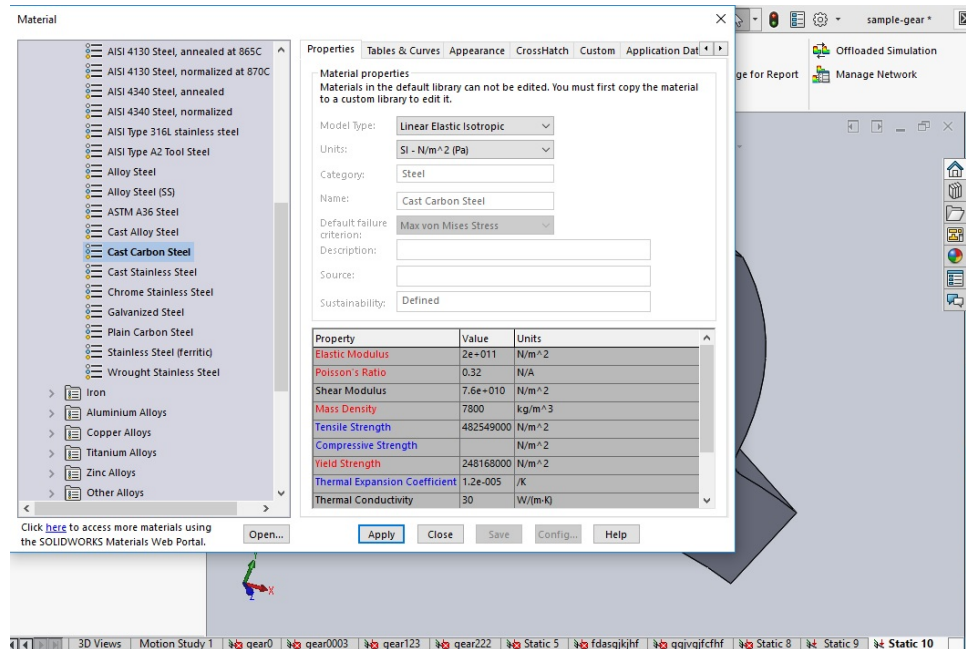 Material
sample-gear *
AISI 4130 Steel, annealed at 865C
AISI 4130 Steel, normalized at 870C
AISI 4340 Steel, annealed
AISI 4340 Steel, normalized
AISI Type 316L stainless steel
AISI Type A2 Tool Steel
Alloy Steel
Alloy Steel (SS)
ASTM A36 Steel
Cast Alloy Steel
Cast Carbon Steel
Cast Stainless Steel
Chrome Stainless Steel
Galvanized Steel
Plain Carbon Steel
Stainless Steel (ferritic)
Wrought Stainless Steel
Iron
Aluminium Alloys
Copper Alloys
Titanium Alloys
Zinc Alloys
Other Alloys
Click here to access more materials using
the SOLIDWORKS Materials Web Portal.
Open...
Properties Tables & Curves Appearance CrossHatch Custom Application Dat
Material properties
Materials in the default library can not be edited. You must first copy the material
to a custom library to edit it.
Model Type: Linear Elastic Isotropic
Units: SI - N/m^2 (Pa)
Category: Steel
Name: Cast Carbon Steel
Default failure
criterion: Max von Mises Stress
Description:
Source:
Sustainability: Defined
Property Value Units
Elastic Modulus 2e+011 N/m^2
Poisson's Ratio 0.32 N/A
Shear Modulus 7.6e+010 N/m^2
Mass Density 7800 kg/m^3
Tensile Strength 482549000 N/m^2
Compressive Strength N/m^2
Yield Strength 248168000 N/m^2
Thermal Expansion Coefficient 1.2e-005 /K
Thermal Conductivity 30 W/(m·K)
Apply Close Save Config... Help
Offloaded Simulation
ge for Report Manage Network
Y
X
Z
3D Views Motion Study 1 gear0 gear0003 gear123 gear222 Static 5 Static 8 Static 9 Static 10